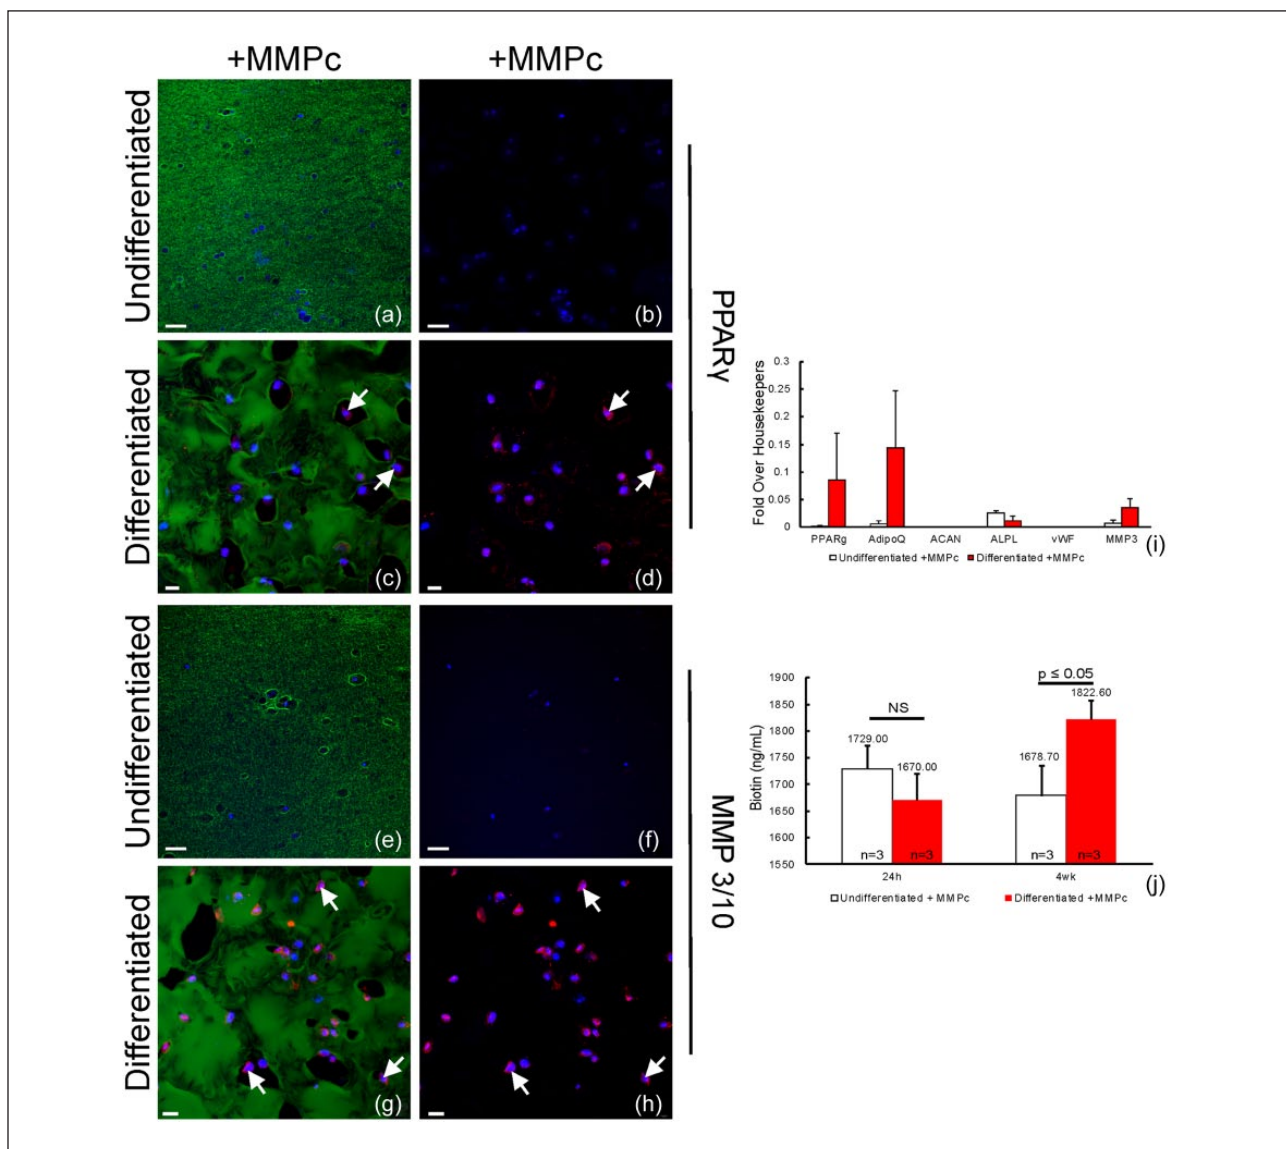 +MMPc +MMPc
Undifferentiated
(a) (b)
Differentiated
(c) (d)
PPARγ
Undifferentiated
(e) (f)
Differentiated
(g) (h)
MMP 3/10
0.3
0.25
0.2
0.15
0.1
0.05
0
Fold Over Housekeepers
PPARg AdipoQ ACAN ALPL vWF MMP3
Undifferentiated +MMPc Differentiated +MMPc
(i)
1900
1850
1800
1750
1700
1650
1600
1550
Biotin (ng/mL)
NS
p ≤ 0.05
1729.00
1670.00
1678.70
1822.60
n=3 n=3 n=3 n=3
24h 4wk
Undifferentiated + MMPc Differentiated +MMPc
(j)